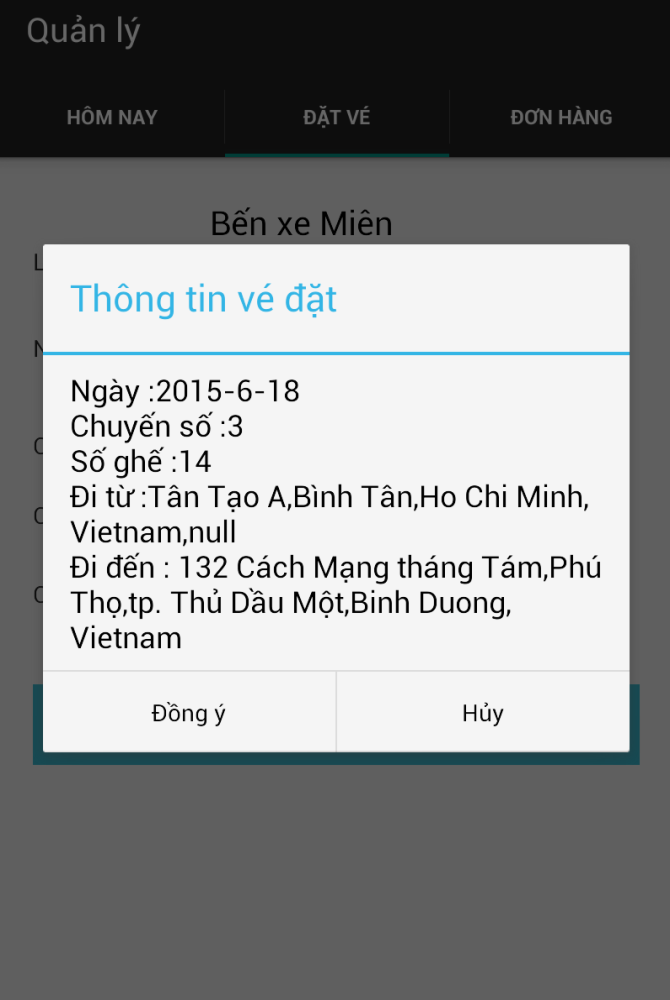 Quản lý
HÔM NAY
ĐẶT VÉ
ĐƠN HÀNG
Bến xe Miên
Thông tin vé đặt
Ngày :2015-6-18
Chuyến số :3
Số ghế :14
Đi từ :Tân Tạo A,Bình Tân,Ho Chi Minh,
Vietnam,null
Đi đến : 132 Cách Mạng tháng Tám,Phú
Thọ,tp. Thủ Dầu Một,Binh Duong,
Vietnam
Đồng ý
Hủy